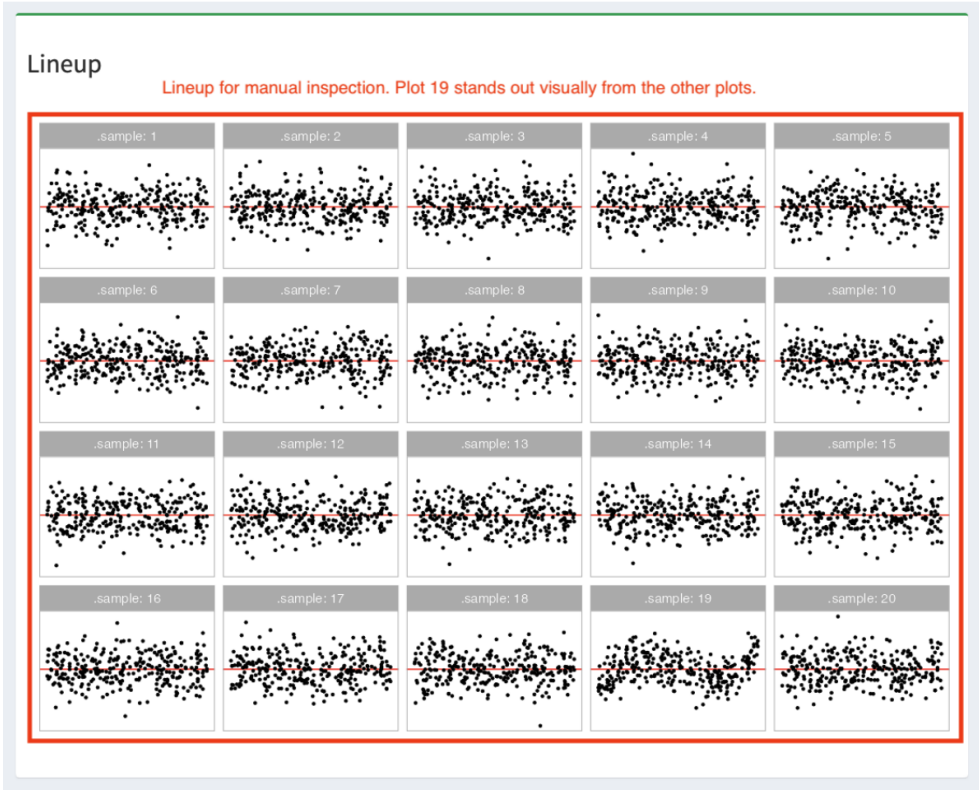 Lineup
Lineup for manual inspection. Plot 19 stands out visually from the other plots.
.sample: 1
.sample: 2
.sample: 3
.sample: 4
.sample: 5
.sample: 6
.sample: 7
.sample: 8
.sample: 9
.sample: 10
.sample: 11
.sample: 12
.sample: 13
.sample: 14
.sample: 15
.sample: 16
.sample: 17
.sample: 18
.sample: 19
.sample: 20